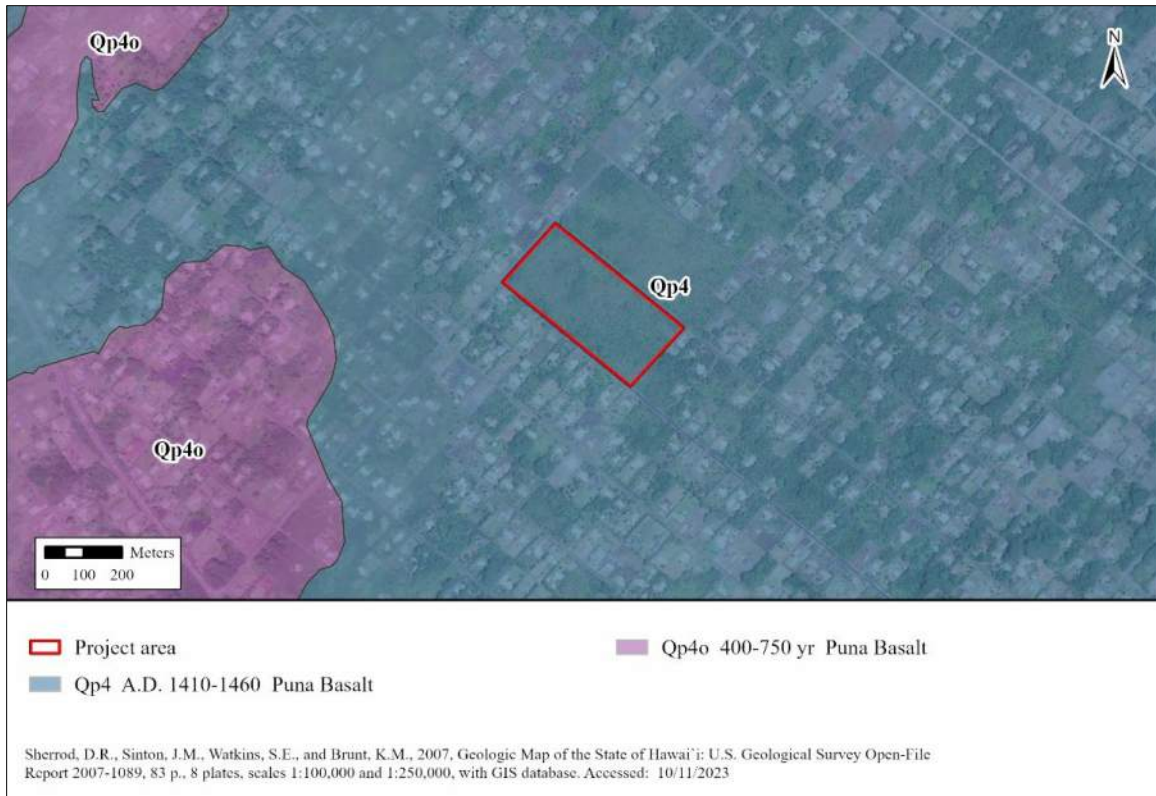 Qp4o
N
Qp4
Qp4o
Meters
0 100 200
Project area
Qp4o 400-750 yr Puna Basalt
Qp4 A.D. 1410-1460 Puna Basalt
Sherrod, D.R., Sinton, J.M., Watkins, S.E., and Brunt, K.M., 2007, Geologic Map of the State of Hawai`i: U.S. Geological Survey Open-File
Report 2007-1089, 83 p., 8 plates, scales 1:100,000 and 1:250,000, with GIS database. Accessed: 10/11/2023